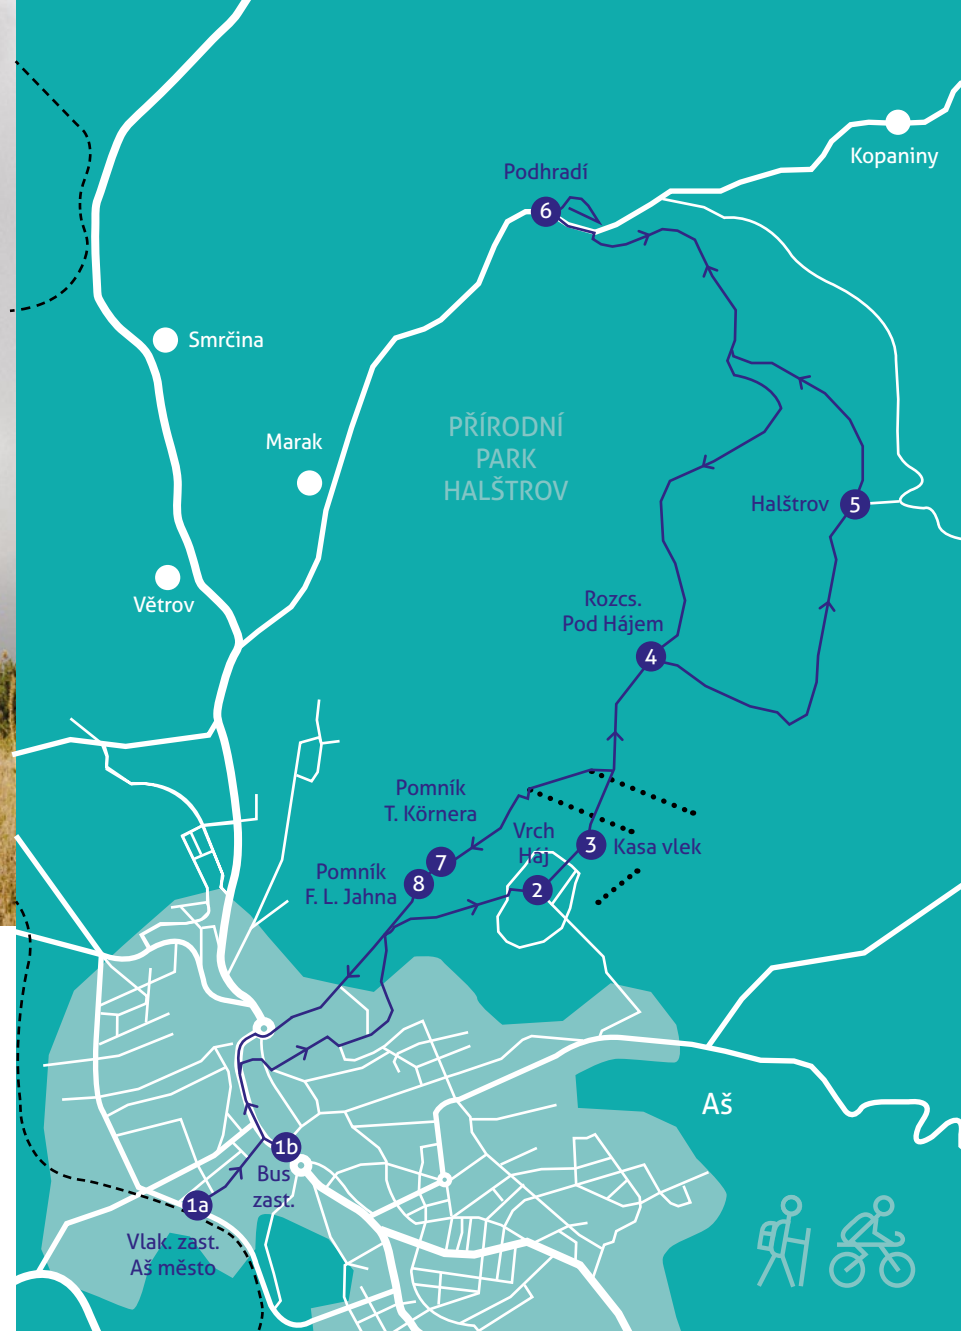 Kopaniny
Podhradí
6
Smrčina
PŘÍRODNÍ
PARK
HALŠTROV
Marak
Halštrov
5
Větrov
Rozcs.
Pod Hájem
4
Pomník
T. Körnera
Vrch
Háj
3
Kasa vlek
7
Pomník
F. L. Jahna
8
2
Aš
1b
Bus
zast.
1a
Vlak. zast.
Aš město